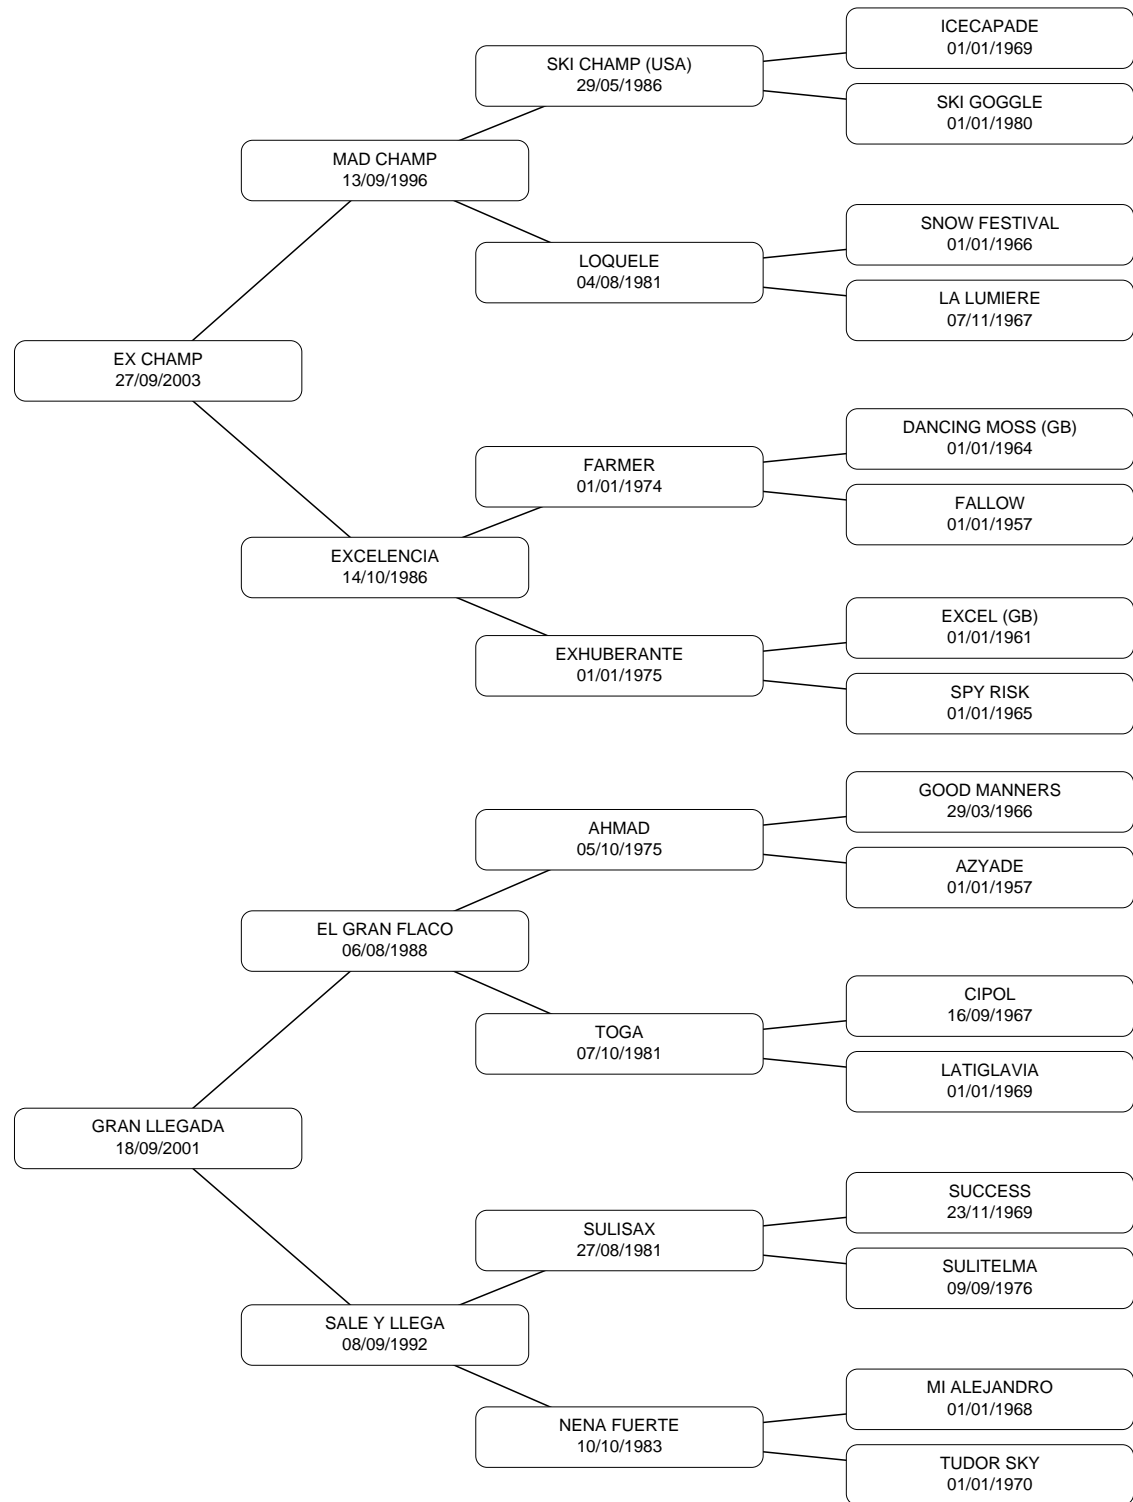 ICECAPADE
01/01/1969
SKI CHAMP (USA)
29/05/1986
SKI GOGGLE
01/01/1980
MAD CHAMP
13/09/1996
SNOW FESTIVAL
01/01/1966
LOQUELE
04/08/1981
LA LUMIERE
07/11/1967
EX CHAMP
27/09/2003
DANCING MOSS (GB)
01/01/1964
FARMER
01/01/1974
FALLOW
01/01/1957
EXCELENCIA
14/10/1986
EXCEL (GB)
01/01/1961
EXHUBERANTE
01/01/1975
SPY RISK
01/01/1965
GOOD MANNERS
29/03/1966
AHMAD
05/10/1975
AZYADE
01/01/1957
EL GRAN FLACO
06/08/1988
CIPOL
16/09/1967
TOGA
07/10/1981
LATIGLAVIA
01/01/1969
GRAN LLEGADA
18/09/2001
SUCCESS
23/11/1969
SULISAX
27/08/1981
SULITELMA
09/09/1976
SALE Y LLEGA
08/09/1992
MI ALEJANDRO
01/01/1968
NENA FUERTE
10/10/1983
TUDOR SKY
01/01/1970